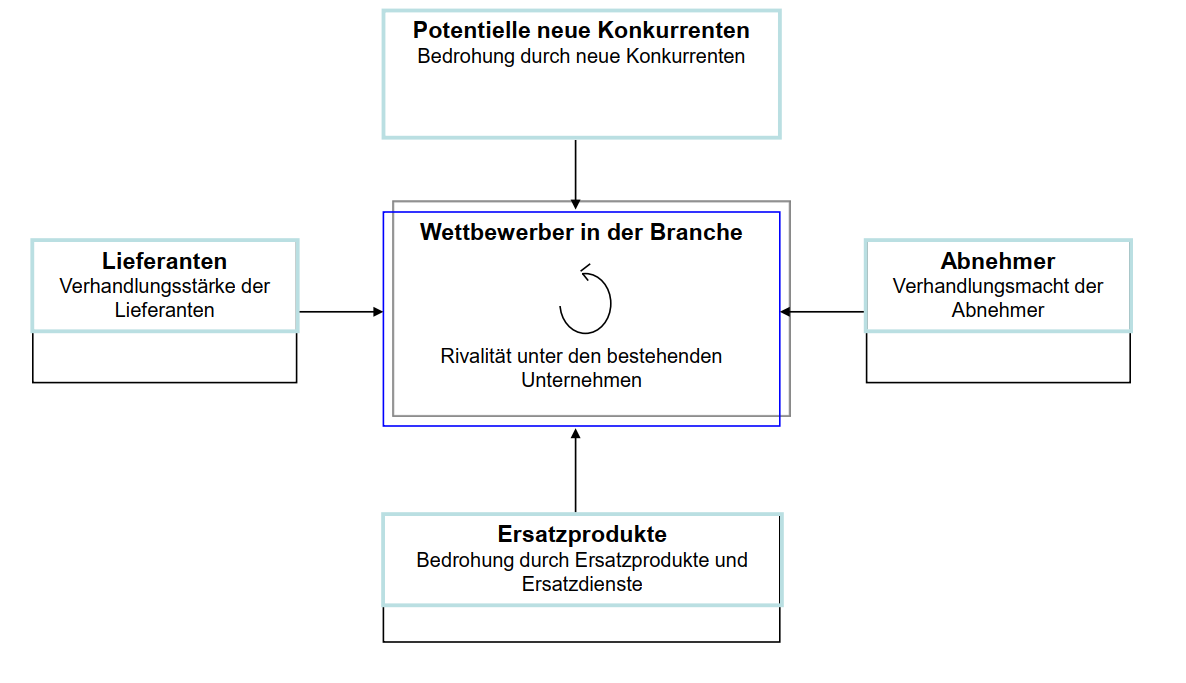 Potentielle neue Konkurrenten
Bedrohung durch neue Konkurrenten
Wettbewerber in der Branche
Rivalität unter den bestehenden
Unternehmen
Lieferanten
Verhandlungsstärke der
Lieferanten
Abnehmer
Verhandlungsmacht der
Abnehmer
Ersatzprodukte
Bedrohung durch Ersatzprodukte und
Ersatzdienste